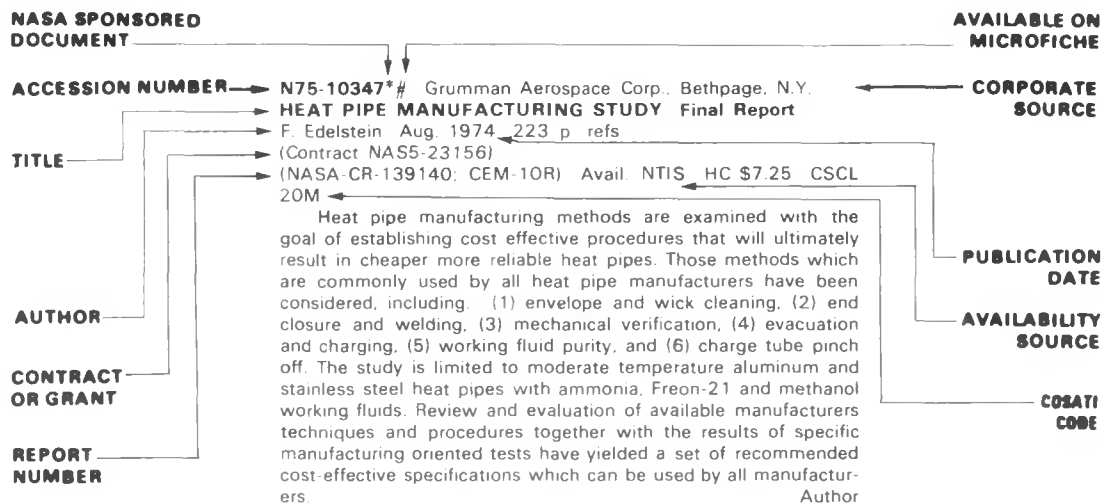 NASA SPONSORED
DOCUMENT
AVAILABLE ON
MICROFICHE
ACCESSION NUMBER
N75-10347*# Grumman Aerospace Corp., Bethpage, N.Y.
CORPORATE
SOURCE
HEAT PIPE MANUFACTURING STUDY Final Report
F. Edelstein Aug. 1974 223 p refs
TITLE
(Contract NAS5-23156)
(NASA-CR-139140; CEM-10R) Avail. NTIS HC $7.25 CSCL
20M
Heat pipe manufacturing methods are examined with the
goal of establishing cost effective procedures that will ultimately
result in cheaper more reliable heat pipes. Those methods which
are commonly used by all heat pipe manufacturers have been
considered, including. (1) envelope and wick cleaning, (2) end
closure and welding, (3) mechanical verification, (4) evacuation
and charging, (5) working fluid purity, and (6) charge tube pinch
off. The study is limited to moderate temperature aluminum and
stainless steel heat pipes with ammonia, Freon-21 and methanol
working fluids. Review and evaluation of available manufacturers
techniques and procedures together with the results of specific
manufacturing oriented tests have yielded a set of recommended
cost-effective specifications which can be used by all manufactur-
ers. Author
AUTHOR
CONTRACT
OR GRANT
REPORT
NUMBER
PUBLICATION
DATE
AVAILABILITY
SOURCE
COSATI
CODE